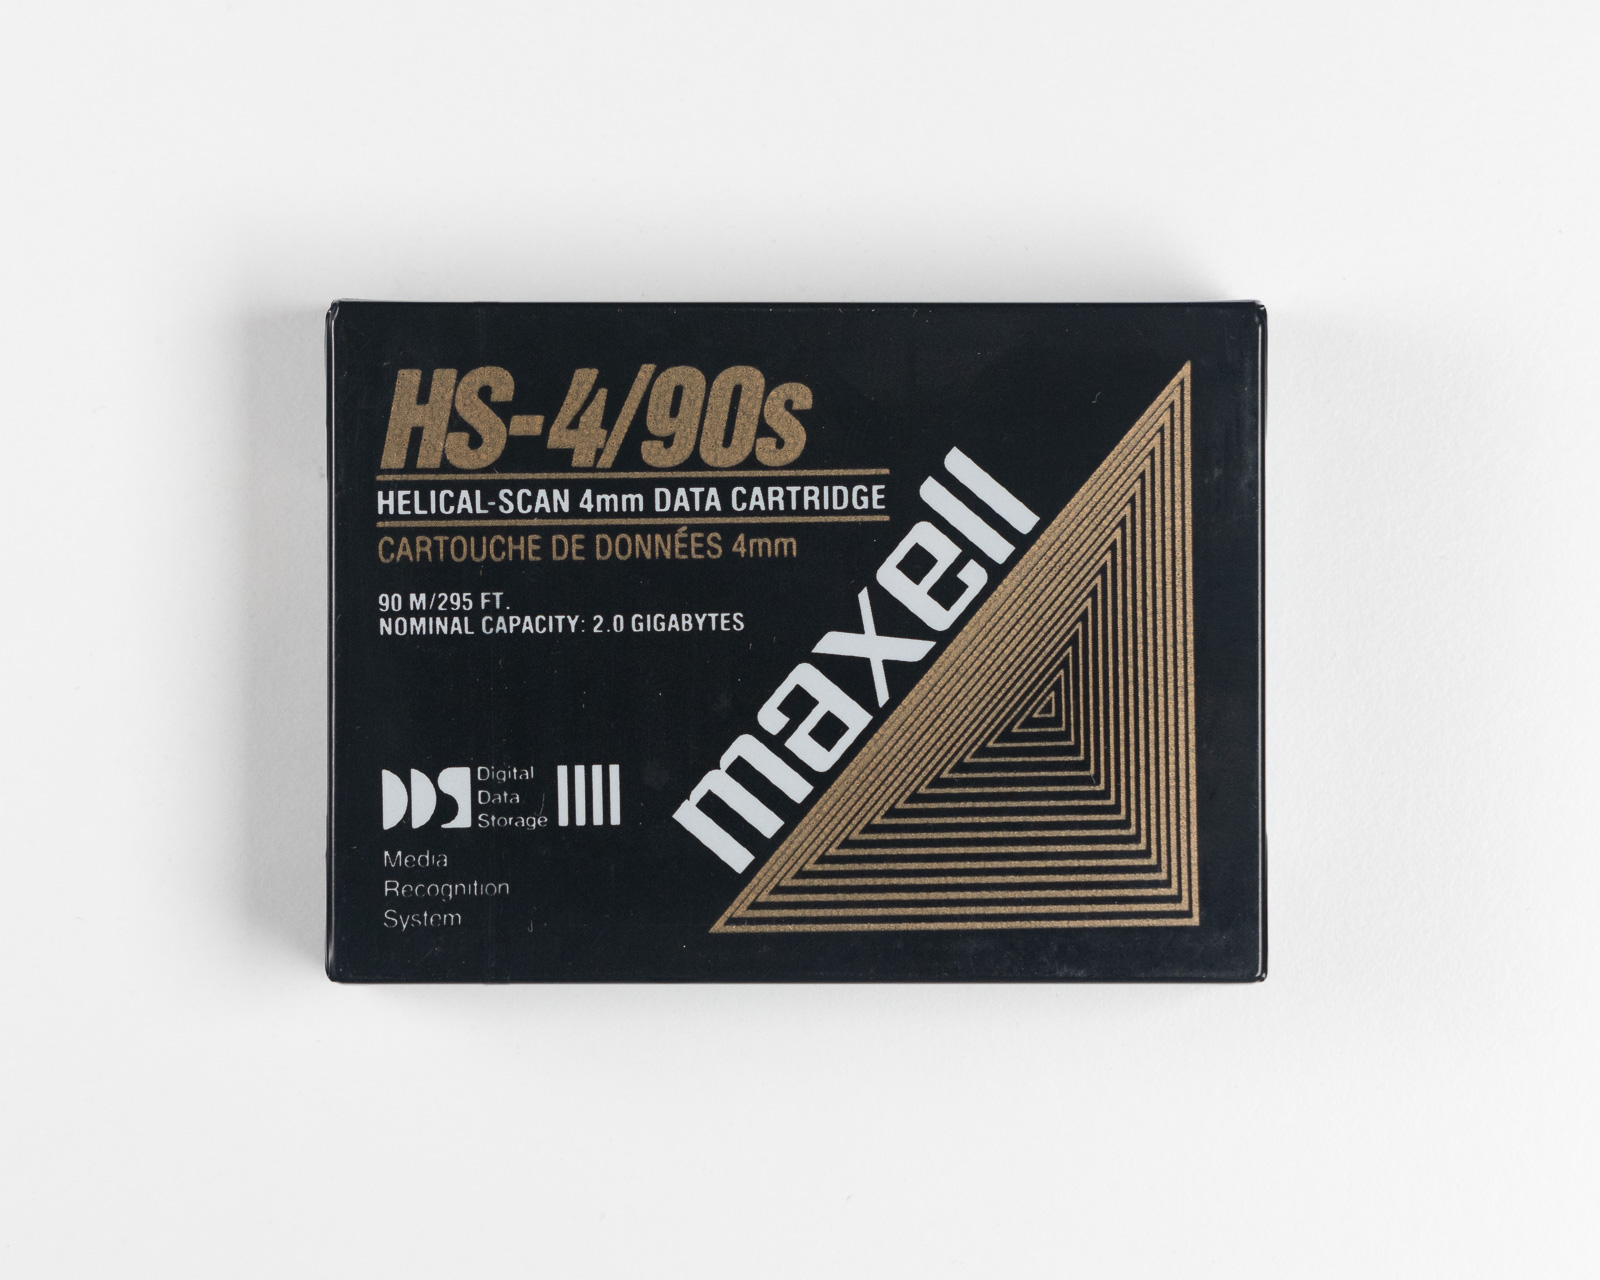 HS-4/90s
HELICAL-SCAN 4mm DATA CARTRIDGE
CARTOUCHE DE DONNÉES 4mm
90 M/295 FT.
NOMINAL CAPACITY: 2.0 GIGABYTES
maxell
DDS
Digital
Data
Storage
Media
Recognition
System